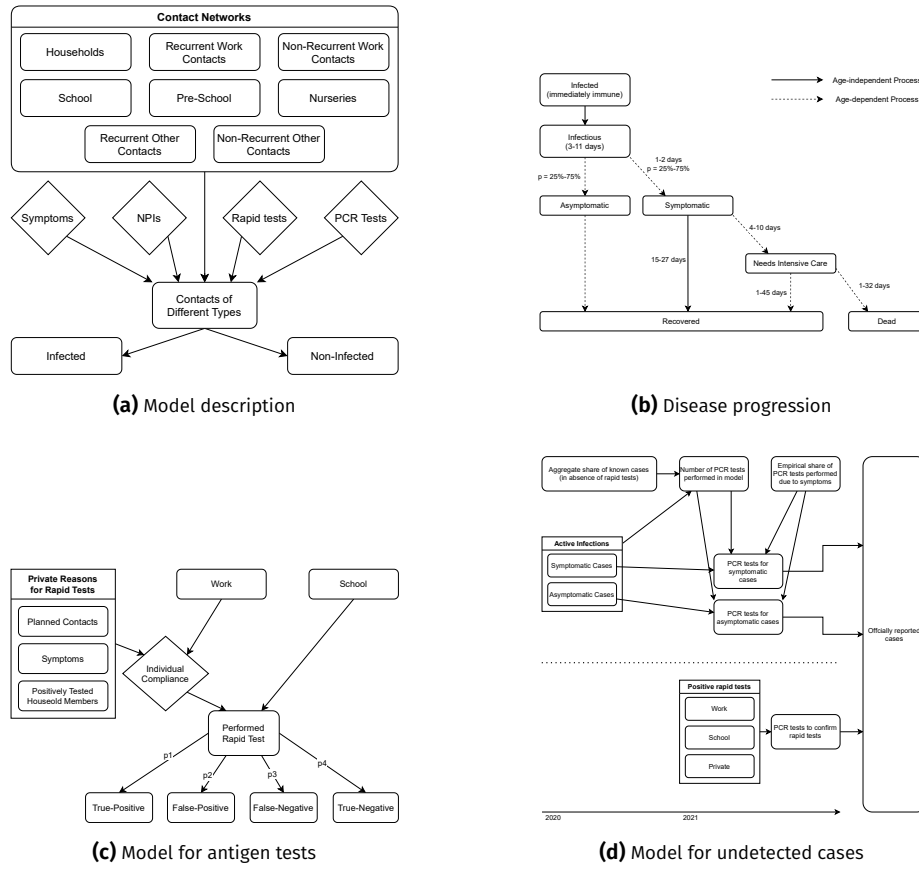 Contact Networks
Households
Recurrent Work
Contacts
Non-Recurrent Work
Contacts
School
Pre-School
Nurseries
Recurrent Other
Contacts
Non-Recurrent Other
Contacts
Symptoms
NPIs
Rapid tests
PCR Tests
Contacts of
Different Types
Infected
Non-Infected
(a) Model description
Infected
(immediately immune)
Age-independent Process
Age-dependent Process
Infectious
(3-11 days)
p = 25%-75%
1-2 days
p = 25%-75%
Asymptomatic
Symptomatic
4-10 days
15-27 days
Needs Intensive Care
1-45 days
1-32 days
Recovered
Dead
(b) Disease progression
Private Reasons
for Rapid Tests
Planned Contacts
Symptoms
Positively Tested
Househld Members
Work
School
Individual
Compliance
Performed
Rapid Test
p1
p2
p3
p4
True-Positive
False-Positive
False-Negative
True-Negative
(c) Model for antigen tests
Aggregate share of known cases
(in absence of rapid tests)
Number of PCR tests
performed in model
Empirical share of
PCR tests performed
due to symptoms
Active Infections
Symptomatic Cases
Asymptomatic Cases
PCR tests for
symptomatic
cases
PCR tests for
asymptomatic cases
Offcially reported
cases
Positive rapid tests
Work
School
Private
PCR tests to confirm
rapid tests
2020
2021
(d) Model for undetected cases